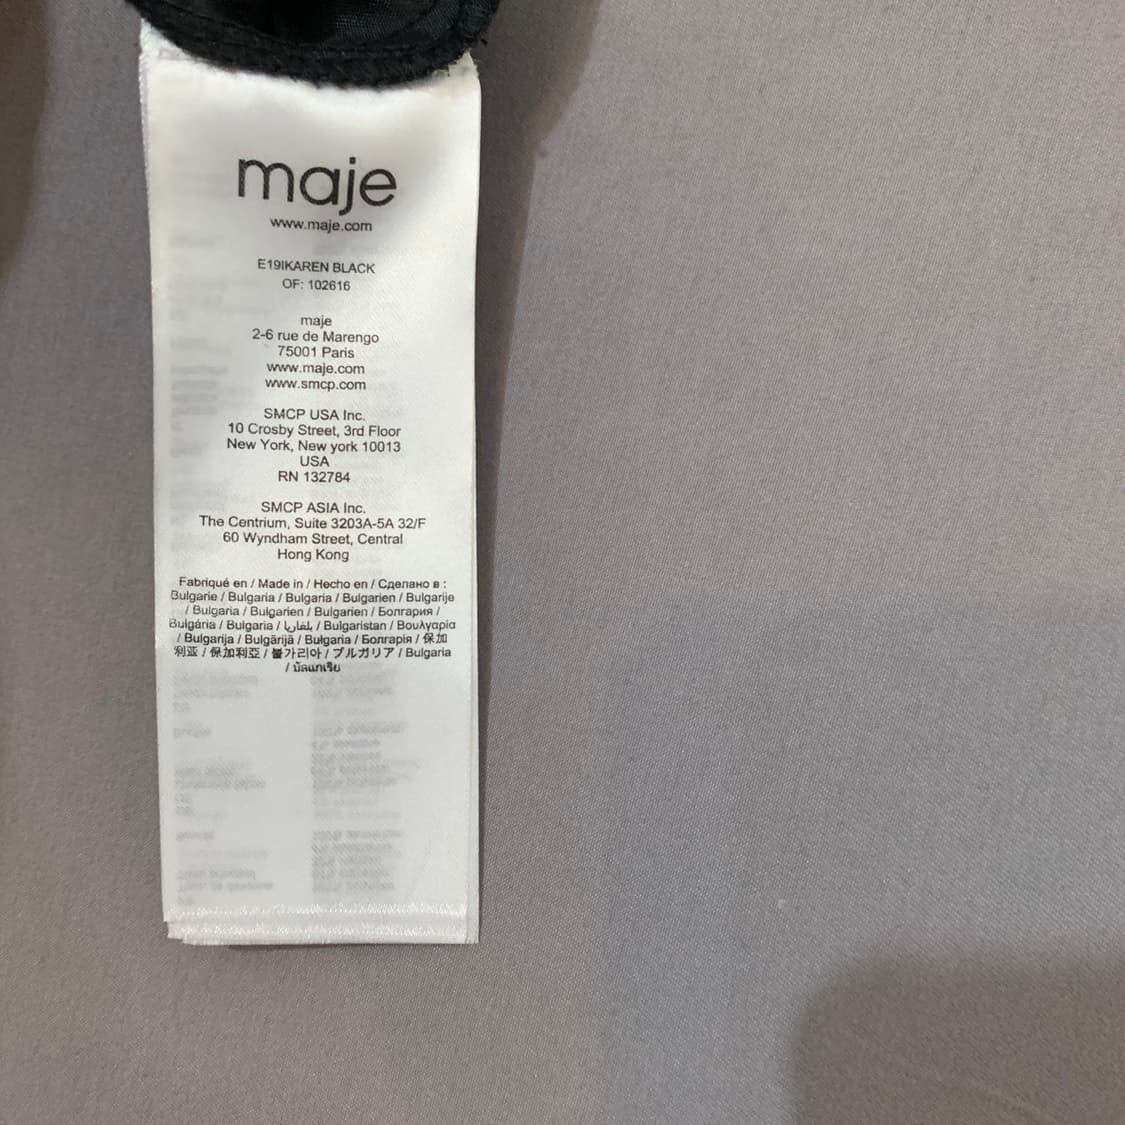 maje
www.maje.com
E19IKAREN BLACK
OF: 102616
maje
2-6 rue de Marengo
75001 Paris
www.maje.com
www.smcp.com
SMCP USA Inc.
10 Crosby Street, 3rd Floor
New York, New york 10013
USA
RN 132784
SMCP ASIA Inc.
The Centrium, Suite 3203A-5A 32/F
60 Wyndham Street, Central
Hong Kong
Fabriqué en / Made in / Hecho en / Сделано в :
Bulgarie / Bulgaria / Bulgaria / Bulgarien / Bulgarije
/ Bulgaria / Bulgarien / Bulgarien / Болгария /
Bulgária / Bulgaria / بلغاريا / Bulgaristan / Βουλγαρία
/ Bulgarija / Bulgārijā / Bułgaria / Болгарія / 保加
利亚 / 保加利亞 / 불가리아 / ブルガリア / Bulgaria
/ บัลแกเรีย